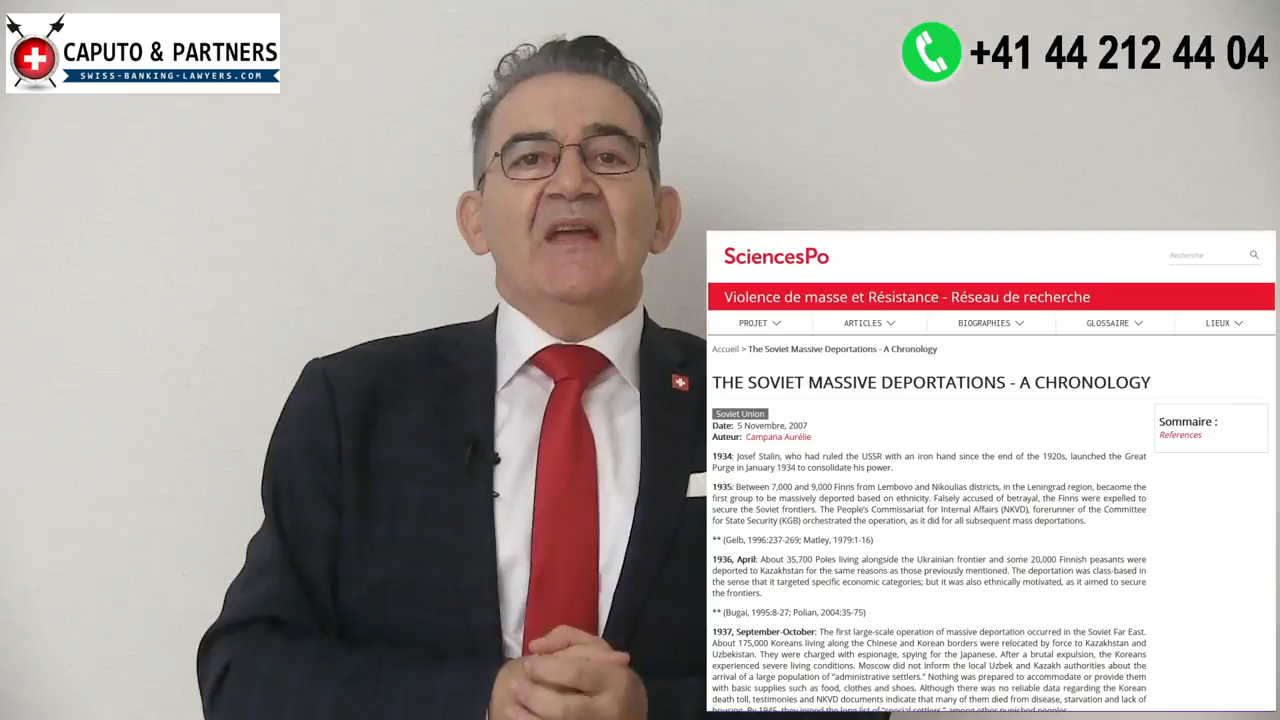 CAPUTO & PARTNERS
SWISS-BANKING-LAWYERS.COM
+41 44 212 44 04
SciencesPo
Recherche
Violence de masse et Résistance - Réseau de recherche
PROJET
ARTICLES
BIOGRAPHIES
GLOSSAIRE
LIEUX
Accueil > The Soviet Massive Deportations - A Chronology
THE SOVIET MASSIVE DEPORTATIONS - A CHRONOLOGY
Soviet Union
Date: 5 Novembre, 2007
Auteur: Campana Aurélie
Sommaire :
References
1934: Josef Stalin, who had ruled the USSR with an iron hand since the end of the 1920s, launched the Great
Purge in January 1934 to consolidate his power.
1935: Between 7,000 and 9,000 Finns from Lembovo and Nikoulias districts, in the Leningrad region, becaome the
first group to be massively deported based on ethnicity. Falsely accused of betrayal, the Finns were expelled to
secure the Soviet frontiers. The People's Commissariat for Internal Affairs (NKVD), forerunner of the Committee
for State Security (KGB) orchestrated the operation, as it did for all subsequent mass deportations.
** (Gelb, 1996:237-269; Matley, 1979:1-16)
1936, April: About 35,700 Poles living alongside the Ukrainian frontier and some 20,000 Finnish peasants were
deported to Kazakhstan for the same reasons as those previously mentioned. The deportation was class-based in
the sense that it targeted specific economic categories; but it was also ethnically motivated, as it aimed to secure
the frontiers.
** (Bugai, 1995:8-27; Polian, 2004:35-75)
1937, September-October: The first large-scale operation of massive deportation occurred in the Soviet Far East.
About 175,000 Koreans living along the Chinese and Korean borders were relocated by force to Kazakhstan and
Uzbekistan. They were charged with espionage, spying for the Japanese. After a brutal expulsion, the Koreans
experienced severe living conditions. Moscow did not inform the local Uzbek and Kazakh authorities about the
arrival of a large population of "administrative settlers." Nothing was prepared to accommodate or provide them
with basic supplies such as food, clothes and shoes. Although there was no reliable data regarding the Korean
death toll, testimonies and NKVD documents indicate that many of them died from disease, starvation and lack of
housing. By 1945, they joined the long list of "special settlers," among other punished peoples.